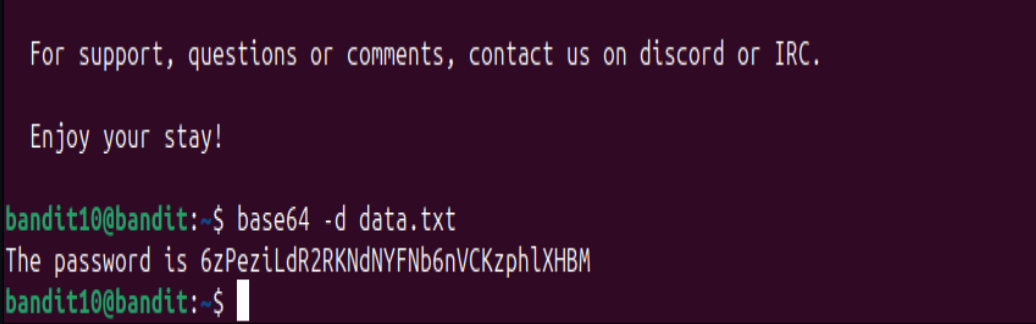 For support, questions or comments, contact us on discord or IRC.
Enjoy your stay!
bandit10@bandit:~$ base64 -d data.txt
The password is 6zPeziLdR2RKNdNYFNb6nVCKzphlXHBM
bandit10@bandit:~$